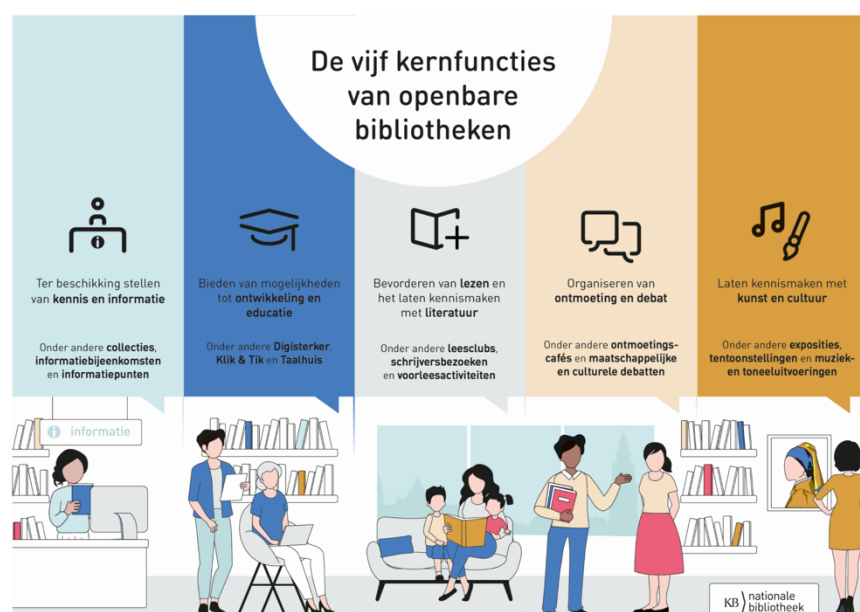 De vijf kernfuncties
van openbare
bibliotheken
Ter beschikking stellen
van kennis en informatie
Onder andere collecties,
informatiebijeenkomsten
en informatiepunten
Bieden van mogelijkheden
tot ontwikkeling en
educatie
Onder andere Digisterker,
Klik & Tik en Taalhuis
Bevorderen van lezen en
het laten kennismaken
met literatuur
Onder andere leesclubs,
schrijversbezoeken
en voorleesactiviteiten
Organiseren van
ontmoeting en debat
Onder andere ontmoetings-
cafés en maatschappelijke
en culturele debatten
Laten kennismaken met
kunst en cultuur
Onder andere exposities,
tentoonstellingen en muziek-
en toneeluitvoeringen
i informatie
KB nationale
bibliotheek